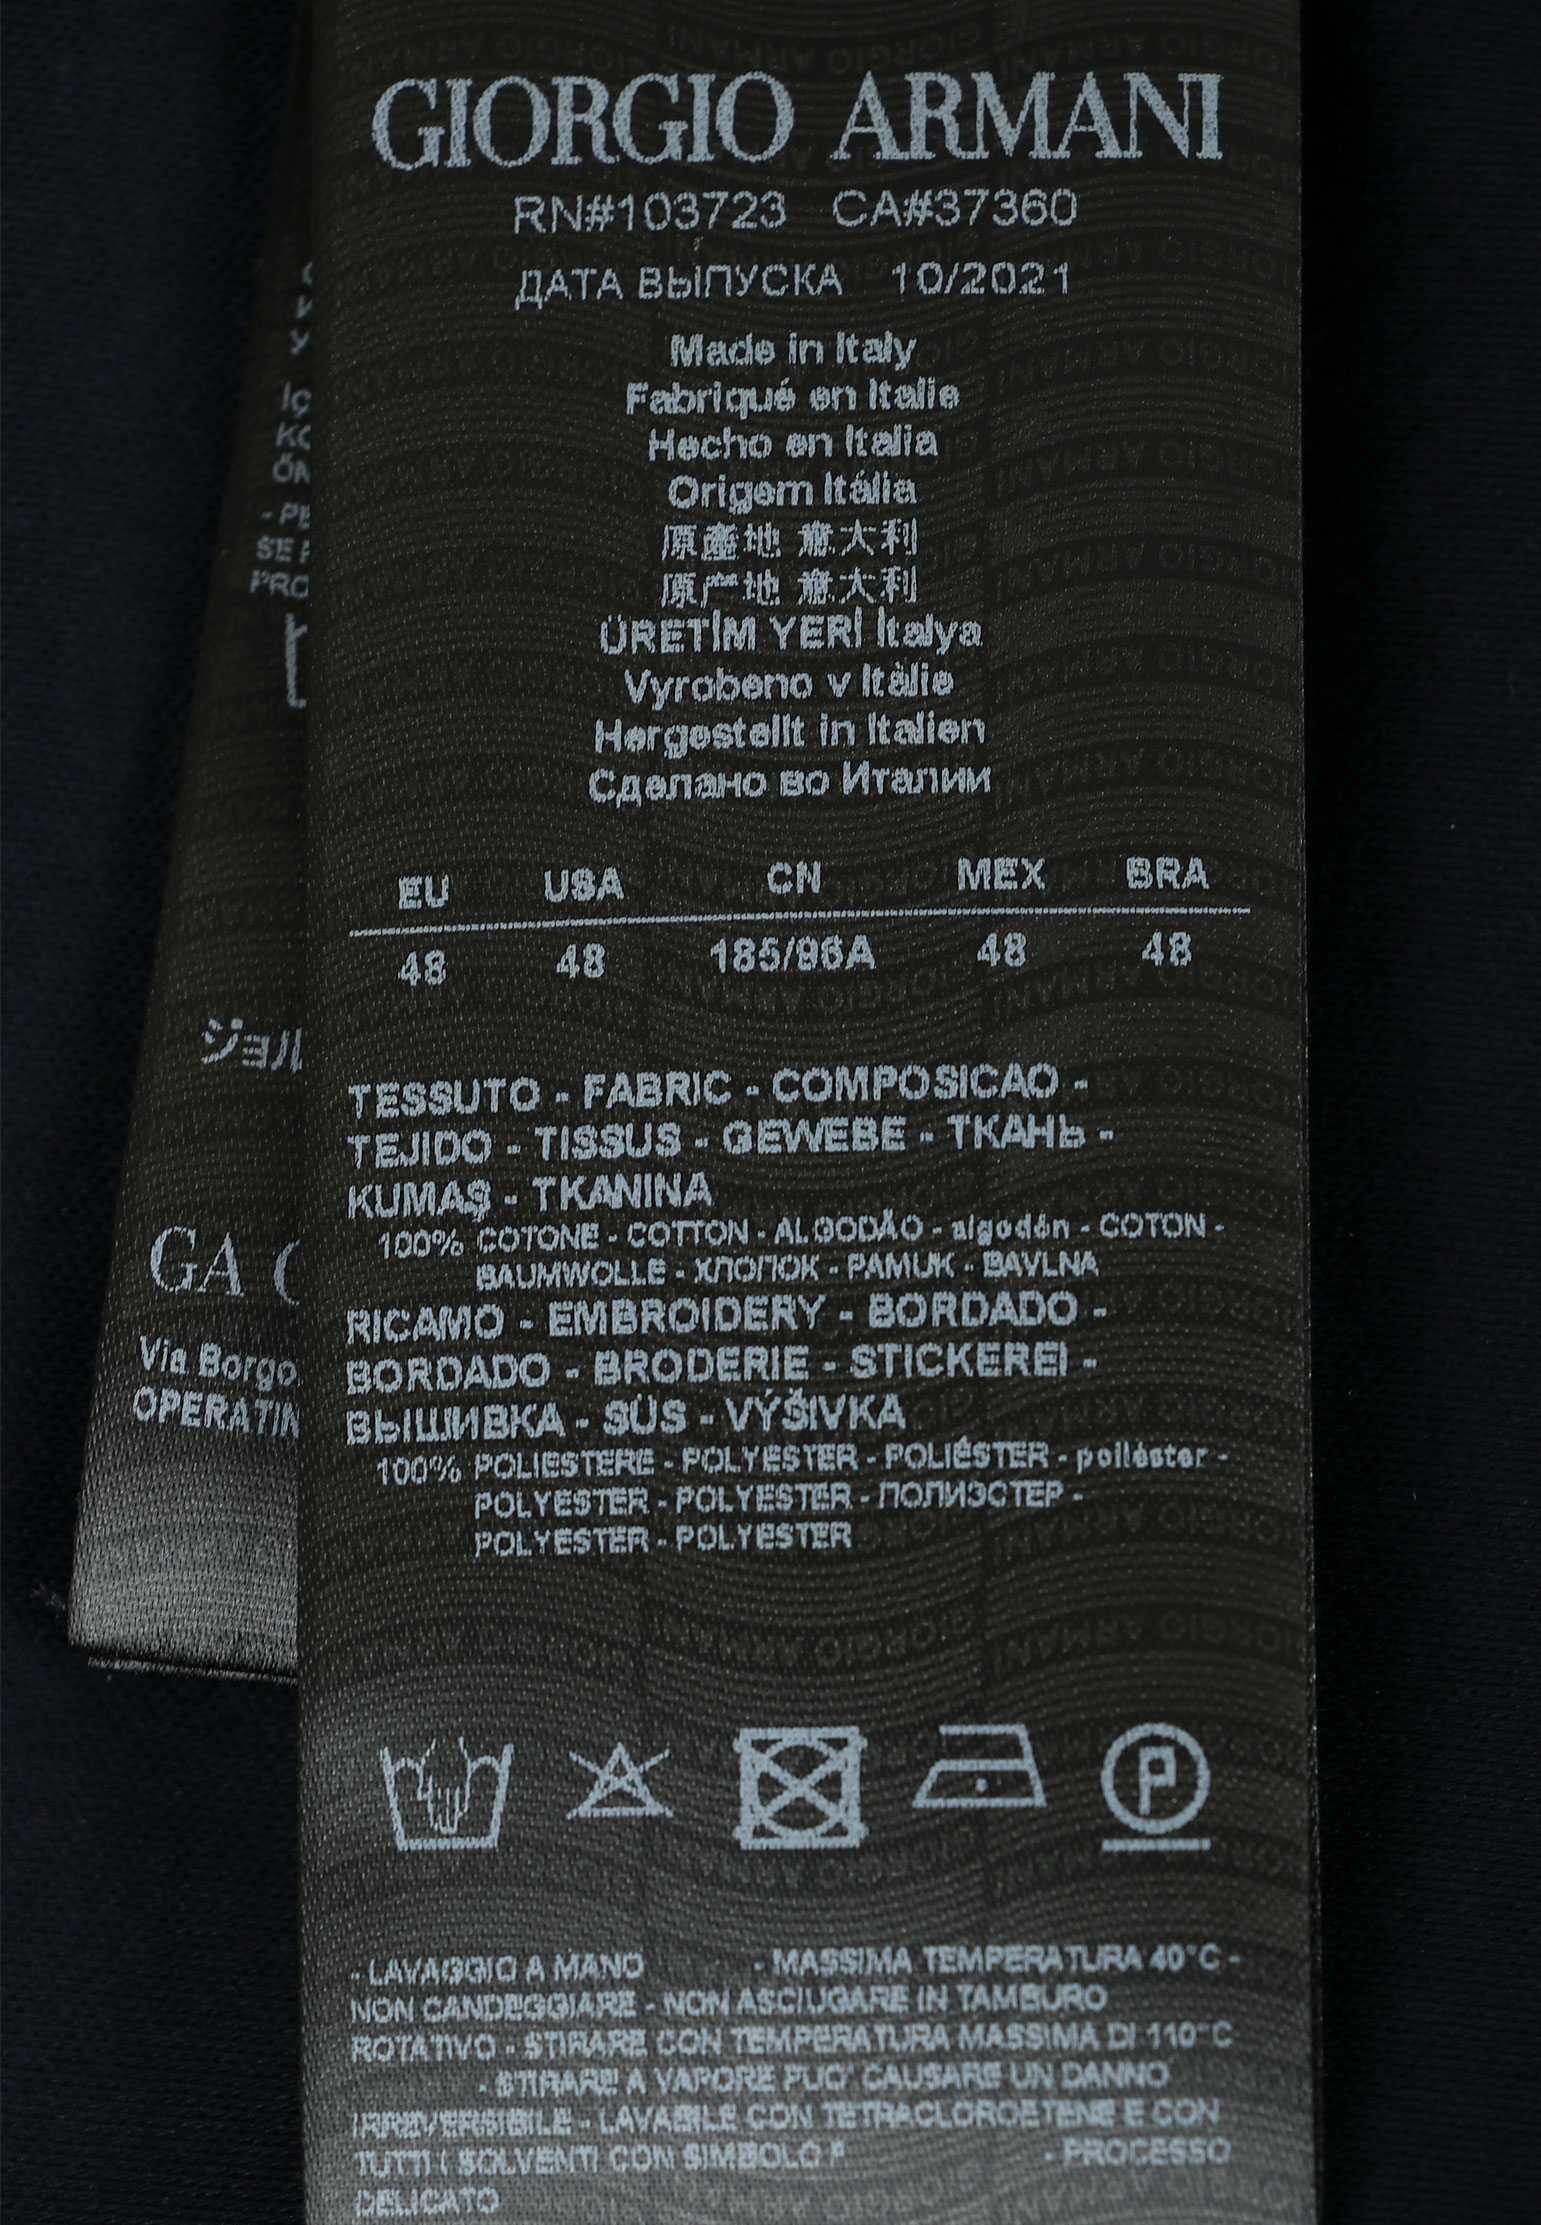 GIORGIO ARMANI
RN#103723 CA#37360
ДАТА ВЫПУСКА 10/2021
Made in Italy
Fabriqué en Italie
Hecho en Italia
Origem Itália
原產地 意大利
原产地 意大利
ÜRETİM YERİ İtalya
Vyrobeno v Itálie
Hergestellt in Italien
Сделано во Италии
EU USA CN MEX BRA
48 48 185/96A 48 48
TESSUTO - FABRIC - COMPOSICAO -
TEJIDO - TISSUS - GEWEBE - ТКАНЬ -
KUMAŞ - TKANINA
100% COTONE - COTTON - ALGODÃO - algodón - COTON -
BAUMWOLLE - ХЛОПОК - PAMUK - BAVLNA
RICAMO - EMBROIDERY - BORDADO -
BORDADO - BRODERIE - STICKEREI -
ВЫШИВКА - SÜS - VÝŠIVKA
100% POLIESTERE - POLYESTER - POLIÉSTER - poliéster -
POLYESTER - POLYESTER - ПОЛИЭСТЕР -
POLYESTER - POLYESTER
P
- LAVAGGIO A MANO - MASSIMA TEMPERATURA 40°C -
NON CANDEGGIARE - NON ASCIUGARE IN TAMBURO
ROTATIVO - STIRARE CON TEMPERATURA MASSIMA DI 110°C
- STIRARE A VAPORE PUO' CAUSARE UN DANNO
IRREVERSIBILE - LAVABILE CON TETRACLOROETENE E CON
TUTTI I SOLVENTI CON SIMBOLO P - PROCESSO
DELICATO
ジョル
GA
Via Borgo